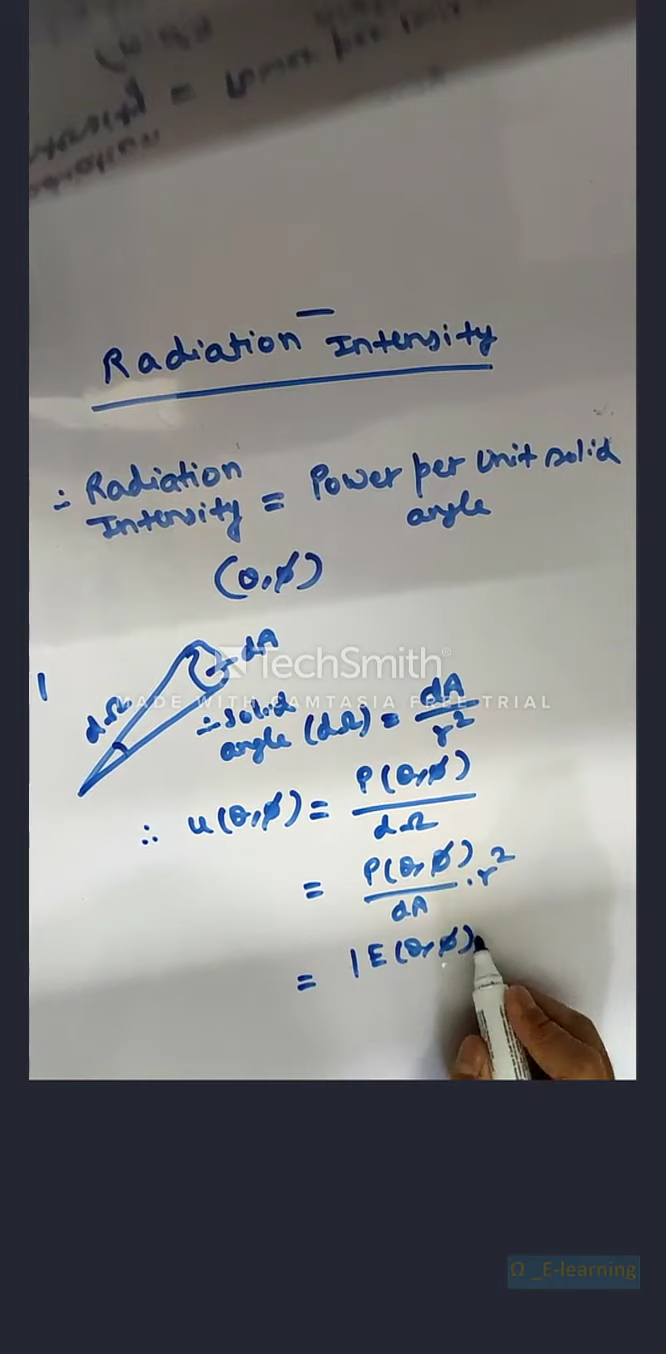 Radiation Intensity
∴ Radiation Intensity = Power per unit solid angle
(θ,φ)
dA
dΩ
∴ solid angle (dΩ) = dA/r²
TechSmith®
MADE WITH CAMTASIA FREE TRIAL
∴ u(θ,φ) = P(θ,φ)/dΩ
= P(θ,φ)/dA · r²
= |E(θ,φ)
Ω _E-learning